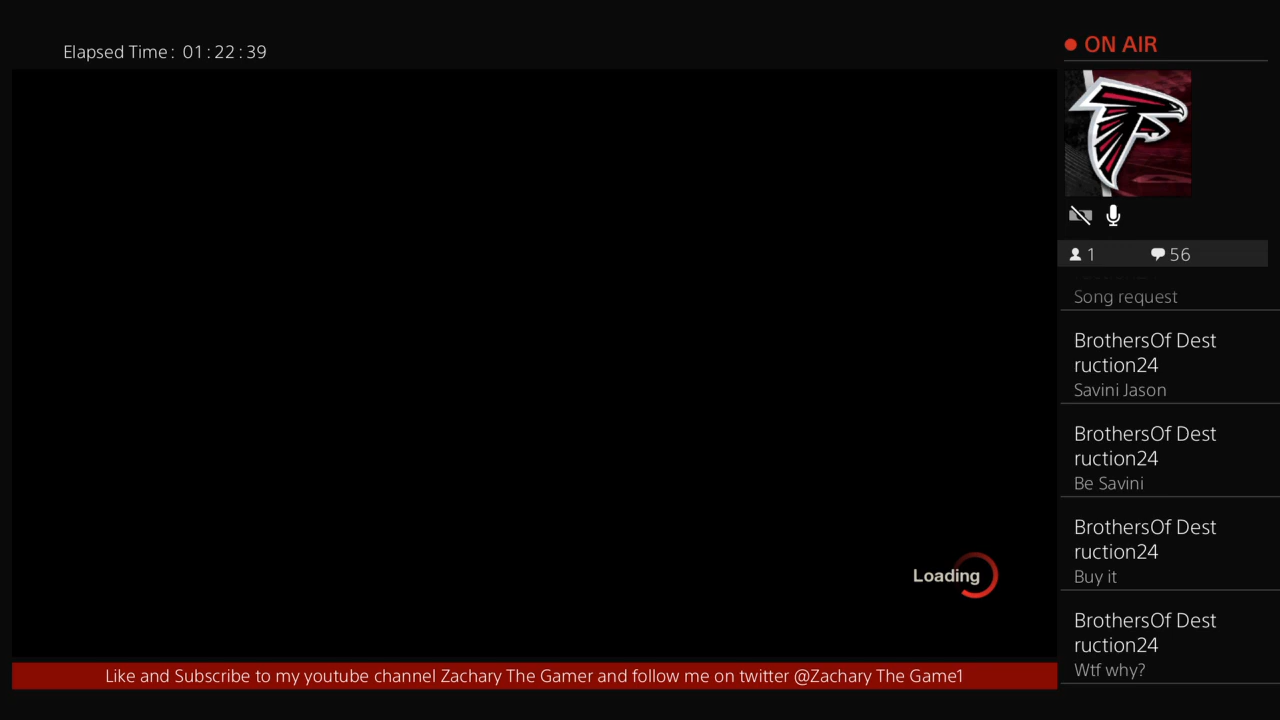 Elapsed Time: 01:22:39
ON AIR
1 56
Song request
BrothersOf Dest
ruction24
Savini Jason
BrothersOf Dest
ruction24
Be Savini
BrothersOf Dest
ruction24
Buy it
BrothersOf Dest
ruction24
Wtf why?
Loading
Like and Subscribe to my youtube channel Zachary The Gamer and follow me on twitter @Zachary The Game1